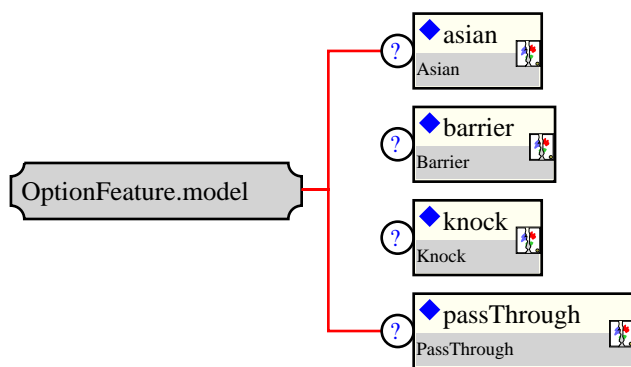 ?
asian
Asian
?
barrier
Barrier
OptionFeature.model
?
knock
Knock
?
passThrough
PassThrough